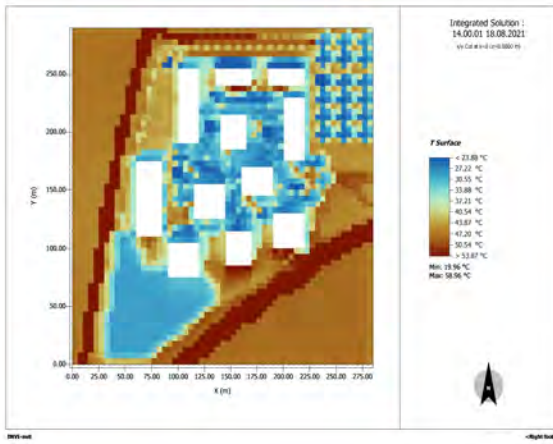 Integrated Solution :
14.00.01 18.08.2021
T Surface
< 23.88 °C
27.22 °C
30.55 °C
33.88 °C
37.21 °C
40.54 °C
43.87 °C
47.20 °C
50.54 °C
> 53.87 °C
Min: 19.96 °C
Max: 58.96 °C
Y (m)
250.00
200.00
150.00
100.00
50.00
0.00
0.00 25.00 50.00 75.00 100.00 125.00 150.00 175.00 200.00 225.00 250.00 275.00
X (m)
N
ENVI-met